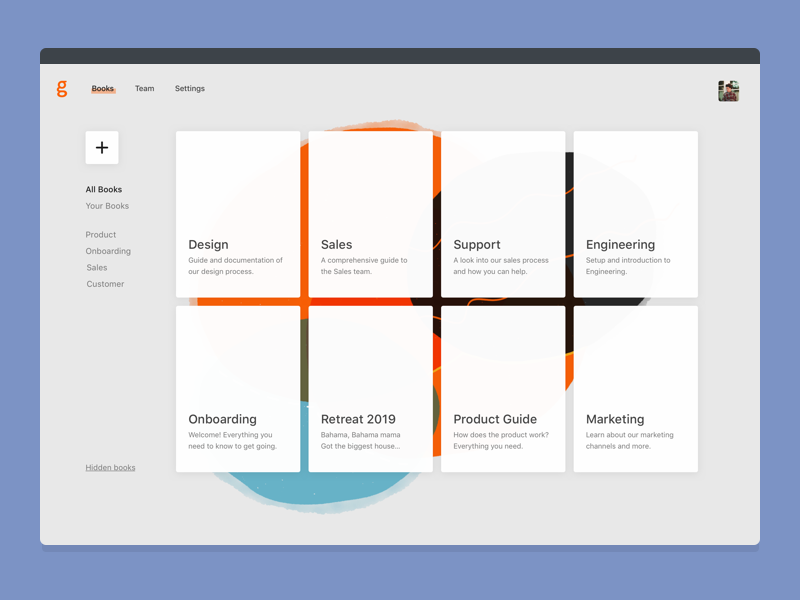 g
Books Team Settings
+
All Books
Your Books
Product
Onboarding
Sales
Customer
Hidden books
Design
Guide and documentation of
our design process.
Sales
A comprehensive guide to
the Sales team.
Support
A look into our sales process
and how you can help.
Engineering
Setup and introduction to
Engineering.
Onboarding
Welcome! Everything you
need to know to get going.
Retreat 2019
Bahama, Bahama mama
Got the biggest house...
Product Guide
How does the product work?
Everything you need.
Marketing
Learn about our marketing
channels and more.